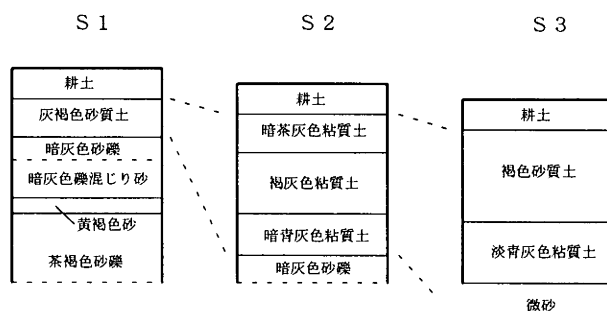 S 1
耕土
灰褐色砂質土
暗灰色砂礫
暗灰色礫混じり砂
黄褐色砂
茶褐色砂礫
S 2
耕土
暗茶灰色粘質土
褐灰色粘質土
暗青灰色粘質土
暗灰色砂礫
S 3
耕土
褐色砂質土
淡青灰色粘質土
微砂